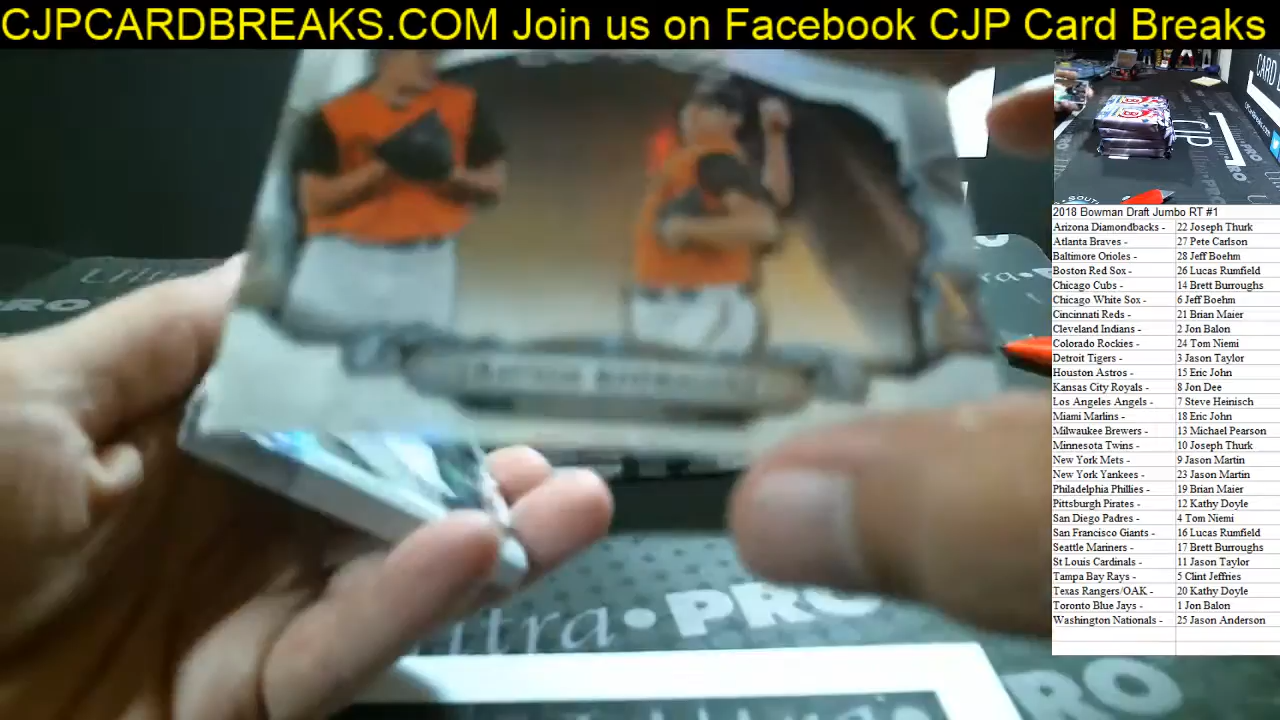 CJPCARDBREAKS.COM Join us on Facebook CJP Card Breaks
2018 Bowman Draft Jumbo RT #1
Arizona Diamondbacks - 22 Joseph Thurk
Atlanta Braves - 27 Pete Carlson
Baltimore Orioles - 28 Jeff Boehm
Boston Red Sox - 26 Lucas Rumfield
Chicago Cubs - 14 Brett Burroughs
Chicago White Sox - 6 Jeff Boehm
Cincinnati Reds - 21 Brian Maier
Cleveland Indians - 2 Jon Balon
Colorado Rockies - 24 Tom Niemi
Detroit Tigers - 3 Jason Taylor
Houston Astros - 15 Eric John
Kansas City Royals - 8 Jon Dee
Los Angeles Angels - 7 Steve Heinisch
Miami Marlins - 18 Eric John
Milwaukee Brewers - 13 Michael Pearson
Minnesota Twins - 10 Joseph Thurk
New York Mets - 9 Jason Martin
New York Yankees - 23 Jason Martin
Philadelphia Phillies - 19 Brian Maier
Pittsburgh Pirates - 12 Kathy Doyle
San Diego Padres - 4 Tom Niemi
San Francisco Giants - 16 Lucas Rumfield
Seattle Mariners - 17 Brett Burroughs
St Louis Cardinals - 11 Jason Taylor
Tampa Bay Rays - 5 Clint Jeffries
Texas Rangers/OAK - 20 Kathy Doyle
Toronto Blue Jays - 1 Jon Balon
Washington Nationals - 25 Jason Anderson
CJP
PRO
Ultra
PRO
ltra•PRO
PRO